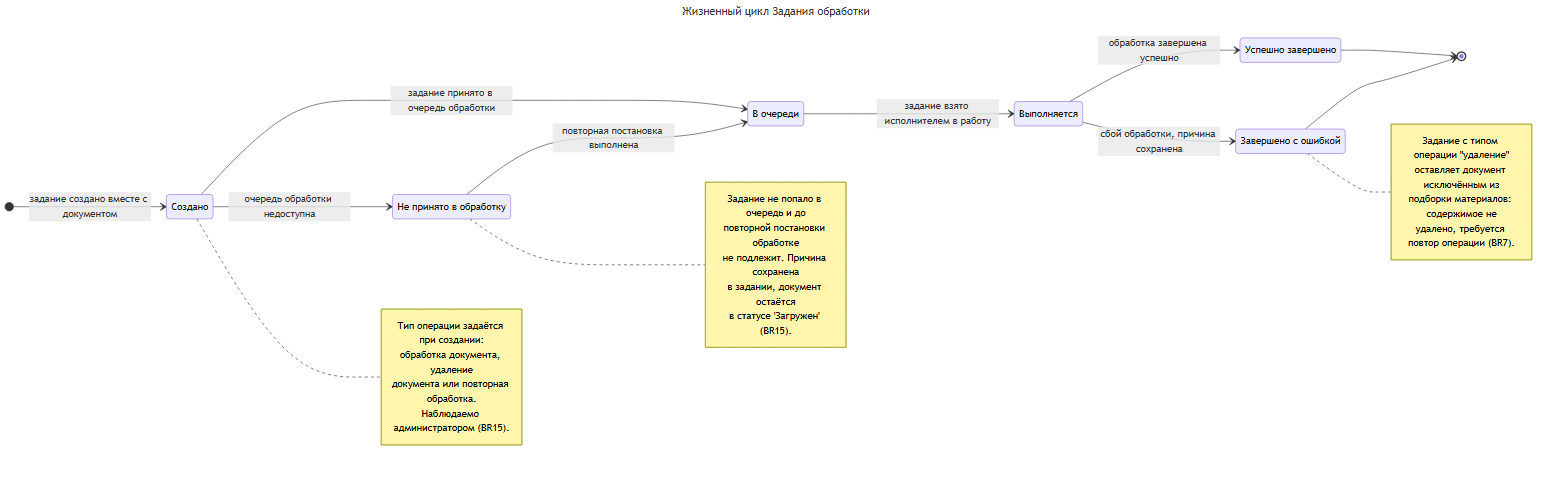 Жизненный цикл Задания обработки
обработка завершена
успешно
Успешно завершено
задание принято в
очередь обработки
В очереди
задание взято
исполнителем в работу
Выполняется
повторная постановка
выполнена
сбой обработки, причина
сохранена
Завершено с ошибкой
Задание с типом
операции "удаление"
оставляет документ
исключённым из
подборки материалов:
содержимое не
удалено, требуется
повтор операции (BR7).
задание создано вместе с
документом
Создано
очередь обработки
недоступна
Не принято в обработку
Задание не попало в
очередь и до
повторной постановки
обработке
не подлежит. Причина
сохранена
в задании, документ
остаётся
в статусе 'Загружен'
(BR15).
Тип операции задаётся
при создании:
обработка документа,
удаление
документа или повторная
обработка.
Наблюдаемо
администратором (BR15).